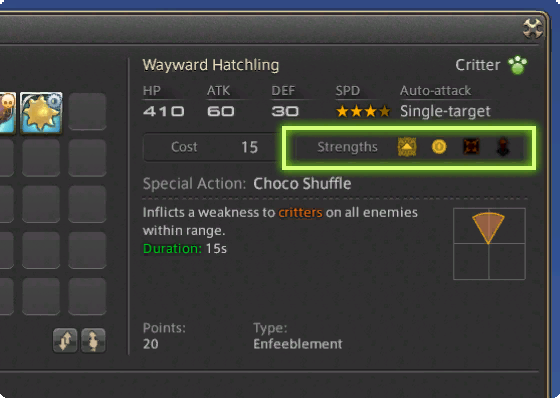 Wayward Hatchling Critter
HP ATK DEF SPD Auto-attack
410 60 30 Single-target
Cost 15 Strengths
Special Action: Choco Shuffle
Inflicts a weakness to critters on all enemies
within range.
Duration: 15s
Points: Type:
20 Enfeeblement